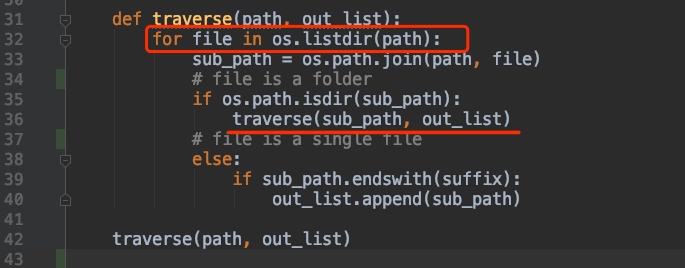 31 def traverse(path, out_list):
32 for file in os.listdir(path):
33 sub_path = os.path.join(path, file)
34 # file is a folder
35 if os.path.isdir(sub_path):
36 traverse(sub_path, out_list)
37 # file is a single file
38 else:
39 if sub_path.endswith(suffix):
40 out_list.append(sub_path)
41
42 traverse(path, out_list)
43